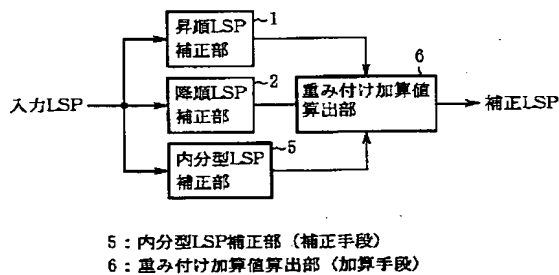 昇順LSP
補正部
1
6
入力LSP
降順LSP
補正部
2
重み付け加算値
算出部
補正LSP
内分型LSP
補正部
5
5:内分型LSP補正部(補正手段)
6:重み付け加算値算出部(加算手段)